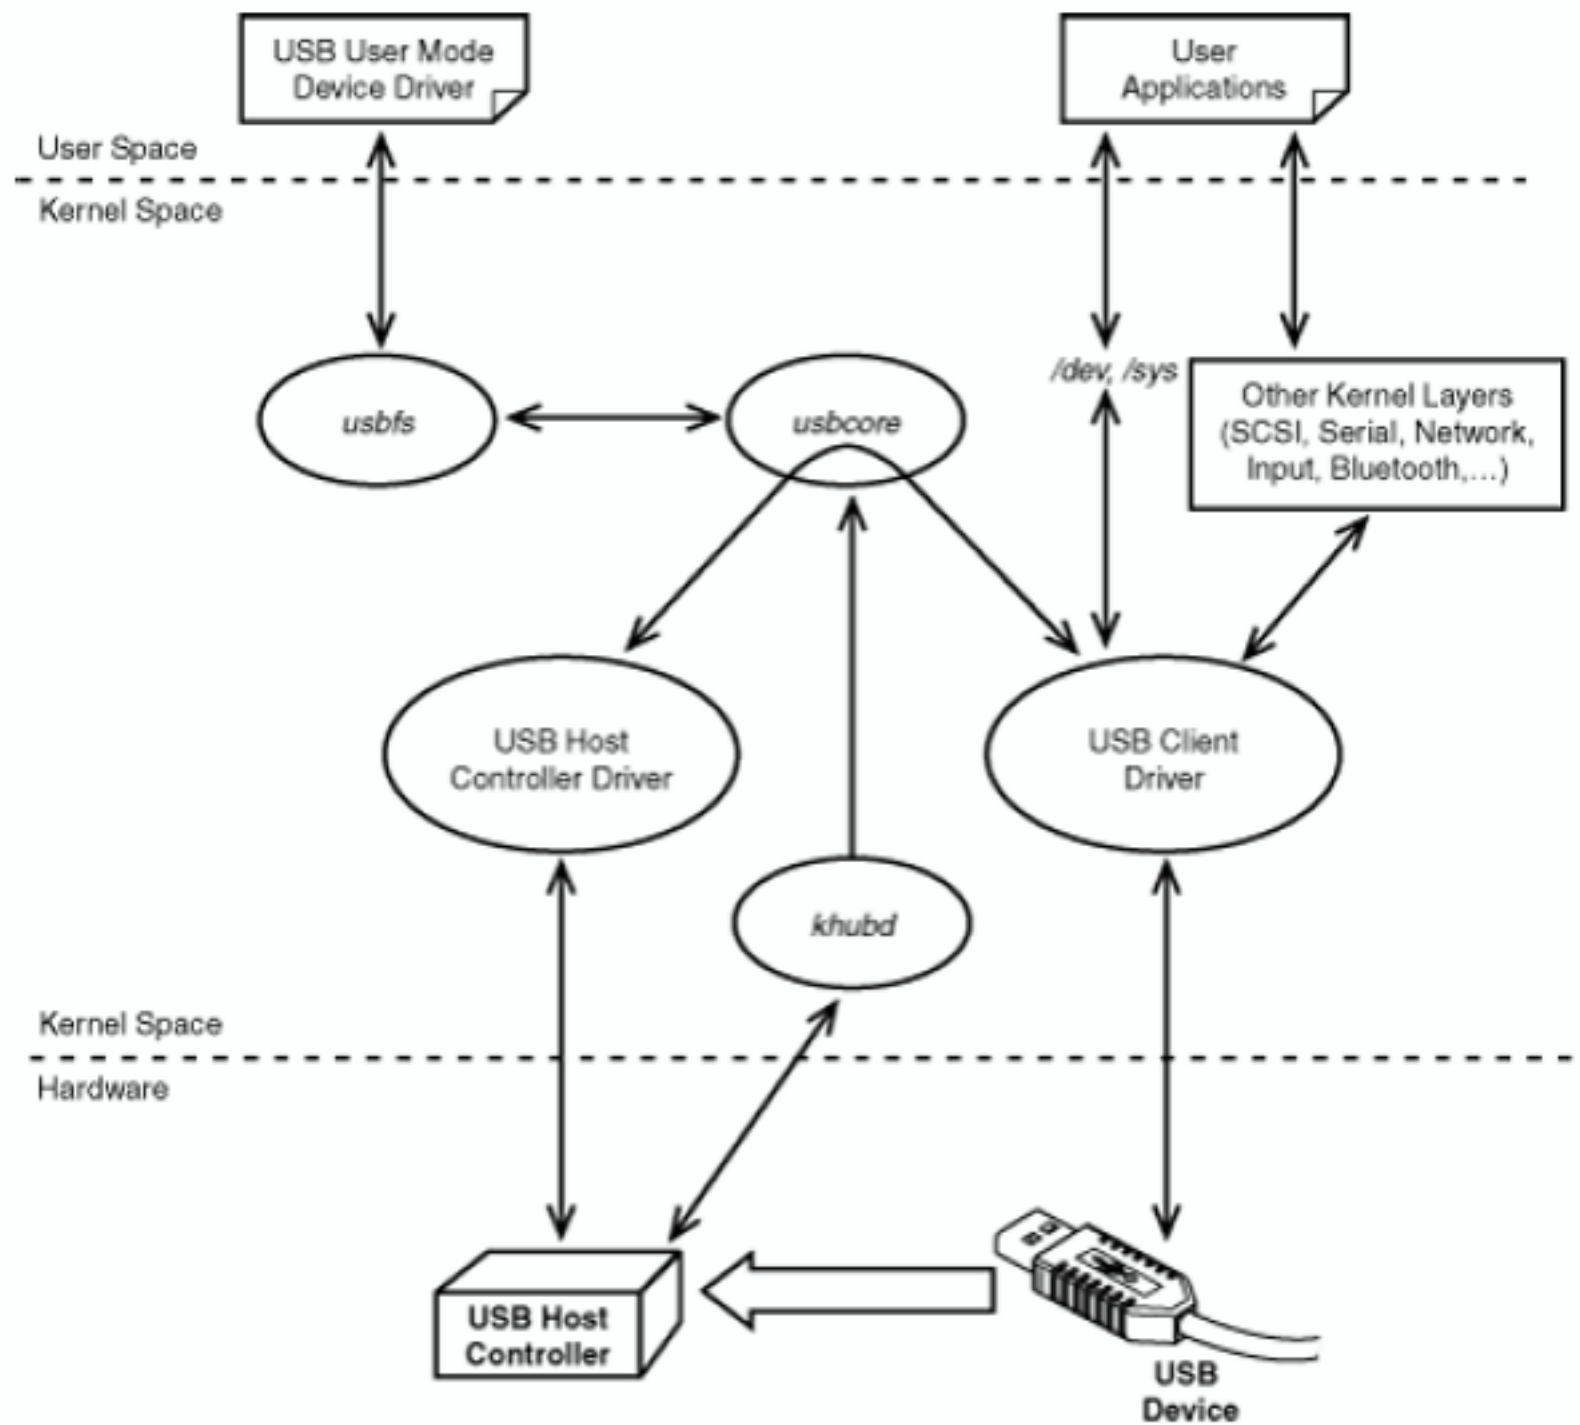 USB User Mode
Device Driver
User
Applications
User Space
Kernel Space
/dev, /sys
usbfs
usbcore
Other Kernel Layers
(SCSI, Serial, Network,
Input, Bluetooth,...)
USB Host
Controller Driver
USB Client
Driver
khubd
Kernel Space
Hardware
USB Host
Controller
USB
Device